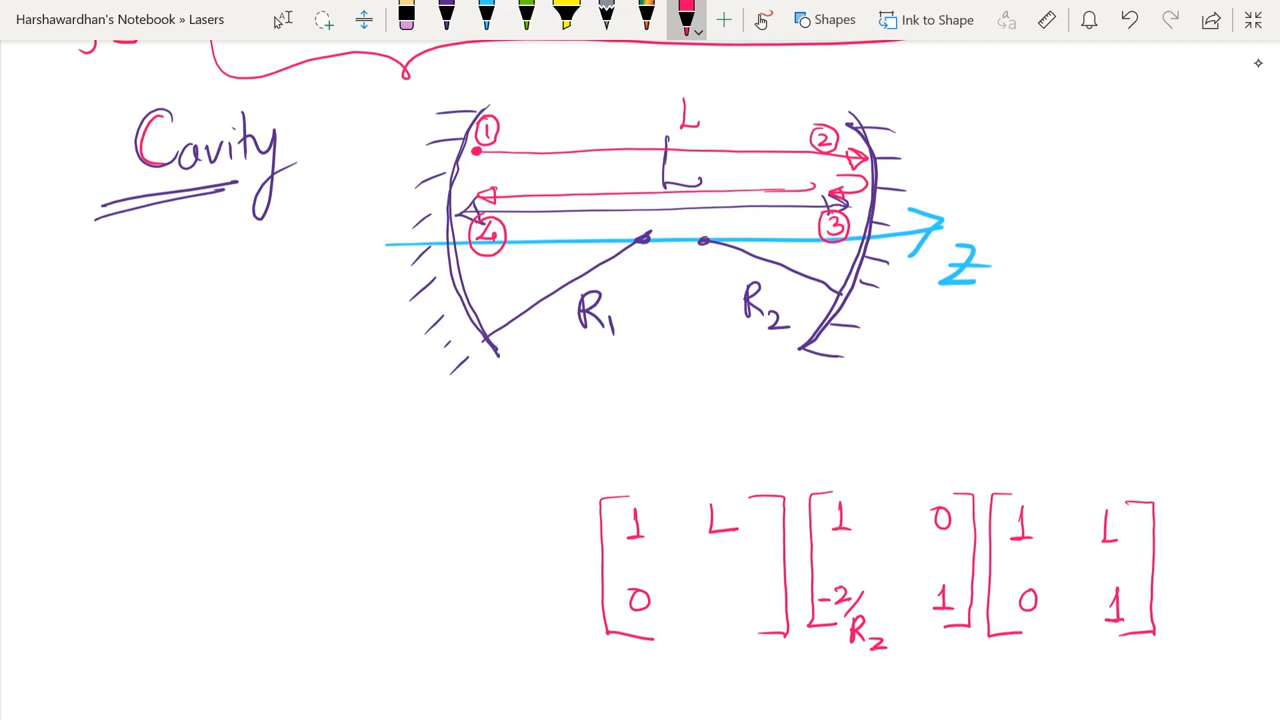 Harshawardhan's Notebook » Lasers
Shapes
Ink to Shape
Cavity
L
1
2
4
3
Z
R1
R2
1 L 1 0 1 L
0 -2/R2 1 0 1